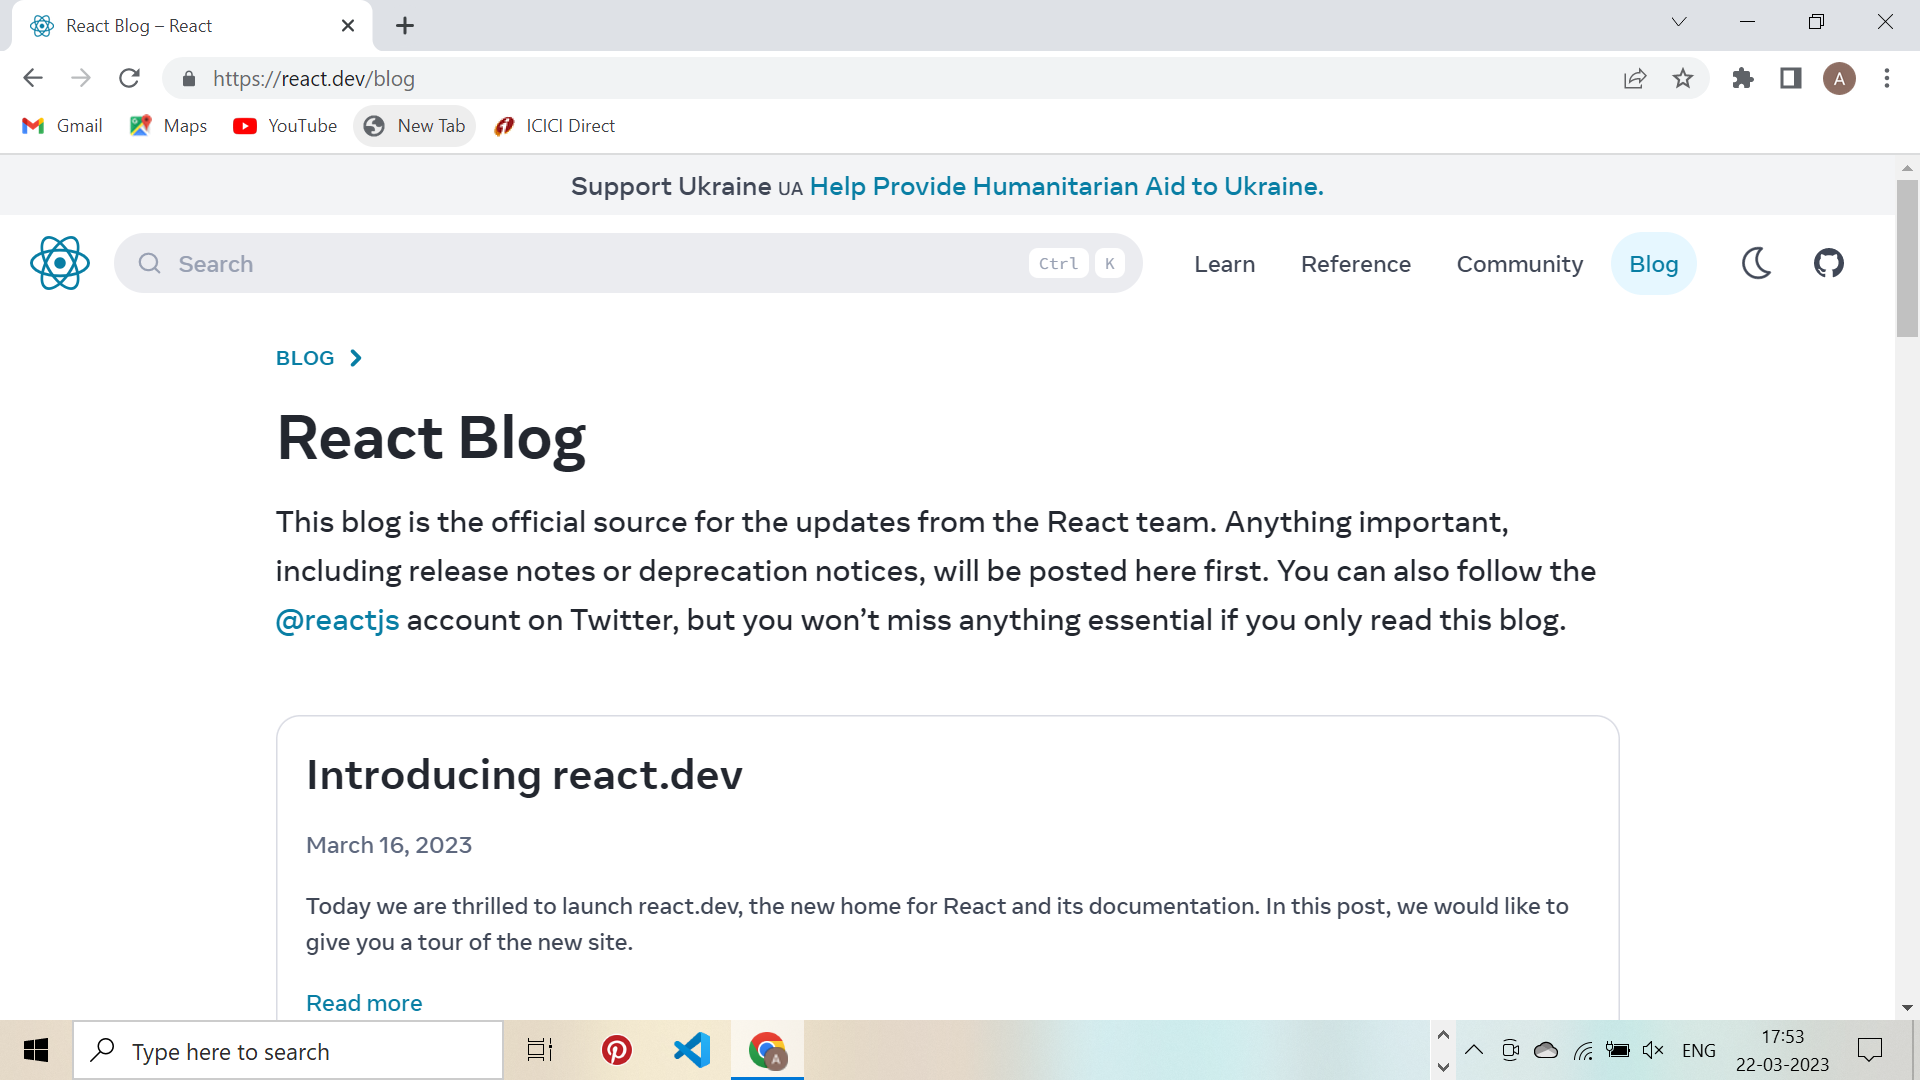 React Blog – React
https://react.dev/blog
A
Gmail
Maps
YouTube
New Tab
ICICI Direct
Support Ukraine UA Help Provide Humanitarian Aid to Ukraine.
Search
Ctrl K
Learn
Reference
Community
Blog
BLOG
React Blog
This blog is the official source for the updates from the React team. Anything important,
including release notes or deprecation notices, will be posted here first. You can also follow the
@reactjs account on Twitter, but you won’t miss anything essential if you only read this blog.
Introducing react.dev
March 16, 2023
Today we are thrilled to launch react.dev, the new home for React and its documentation. In this post, we would like to
give you a tour of the new site.
Read more
Type here to search
A
ENG
17:53
22-03-2023